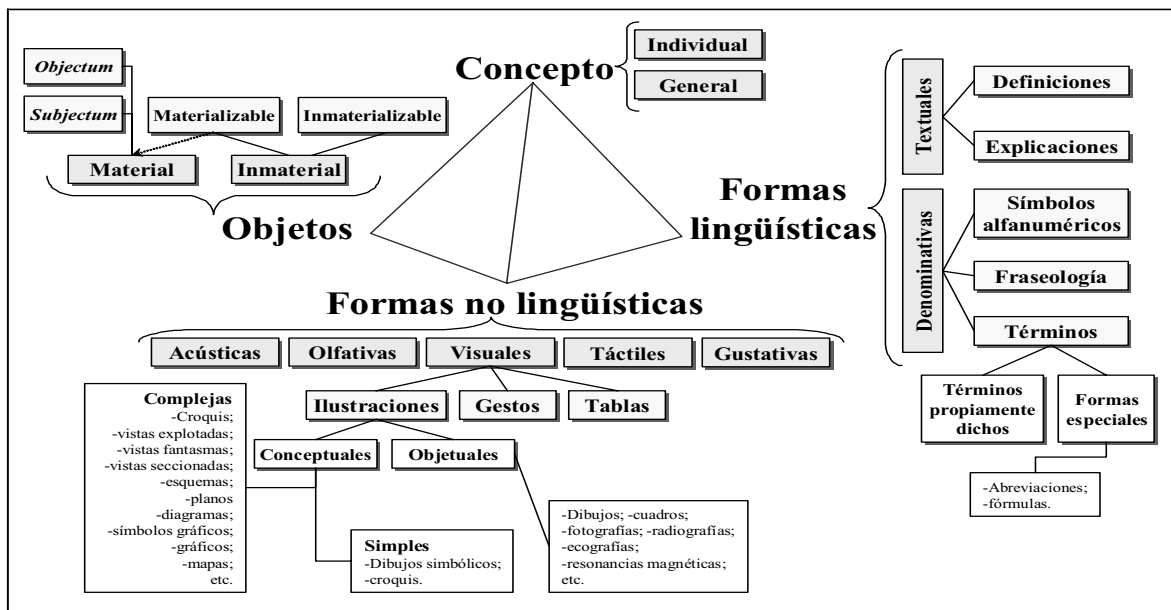 Concepto
Individual
General
Objectum
Subjectum
Materializable
Inmaterializable
Material
Inmaterial
Objetos
Formas
lingüísticas
Textuales
Definiciones
Explicaciones
Denominativas
Símbolos
alfanuméricos
Fraseología
Términos
Términos
propiamente
dichos
Formas
especiales
-Abreviaciones;
-fórmulas.
Formas no lingüísticas
Acústicas
Olfativas
Visuales
Táctiles
Gustativas
Ilustraciones
Gestos
Tablas
Conceptuales
Objetuales
Complejas
-Croquis;
-vistas explotadas;
-vistas fantasmas;
-vistas seccionadas;
-esquemas;
-planos
-diagramas;
-símbolos gráficos;
-gráficos;
-mapas;
etc.
Simples
-Dibujos simbólicos;
-croquis.
-Dibujos; -cuadros;
-fotografías; -radiografías;
-ecografías;
-resonancias magnéticas;
etc.